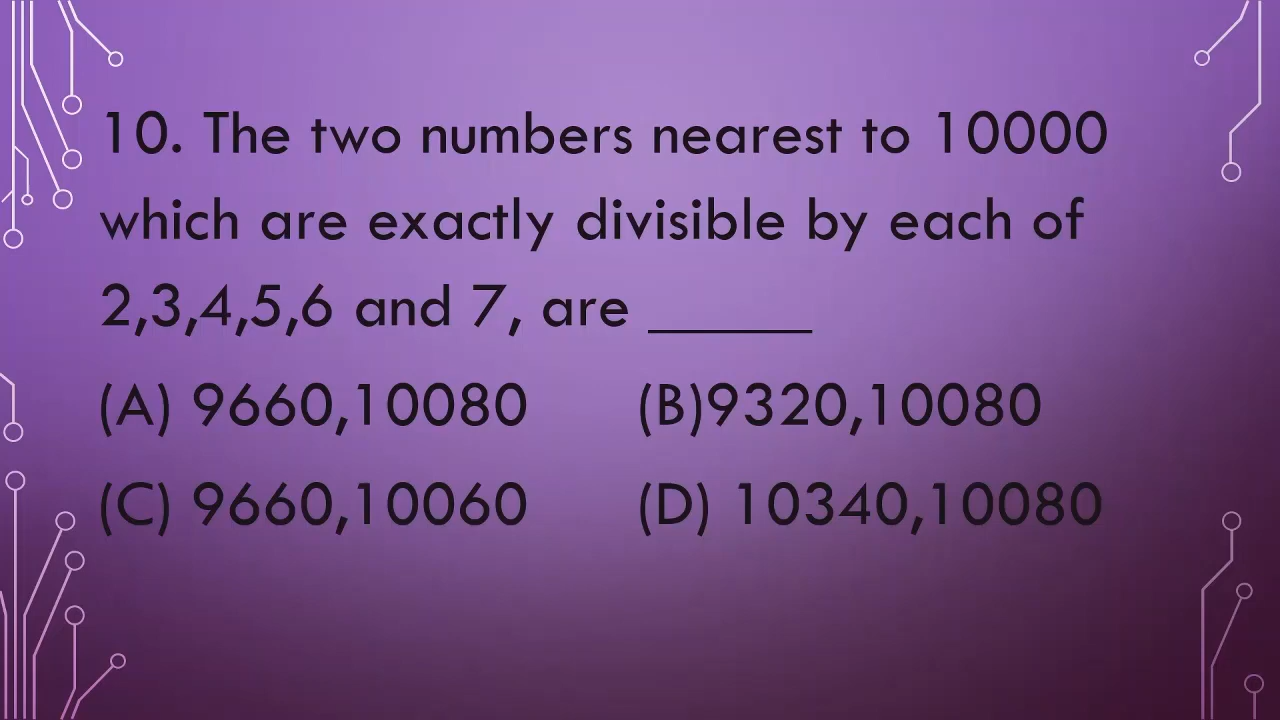 10. The two numbers nearest to 10000
which are exactly divisible by each of
2,3,4,5,6 and 7, are ______
(A) 9660,10080 (B)9320,10080
(C) 9660,10060 (D) 10340,10080